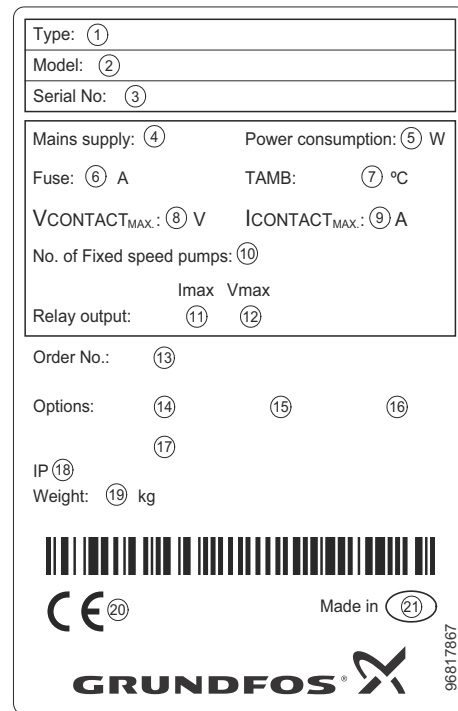 Type: 1
Model: 2
Serial No: 3
Mains supply: 4 Power consumption: 5 W
Fuse: 6 A TAMB: 7 ºC
VCONTACTMAX.: 8 V ICONTACTMAX.: 9 A
No. of Fixed speed pumps: 10
Imax Vmax
Relay output: 11 12
Order No.: 13
Options: 14 15 16
17
IP 18
Weight: 19 kg
CE 20 Made in 21
GRUNDFOS®
96817867